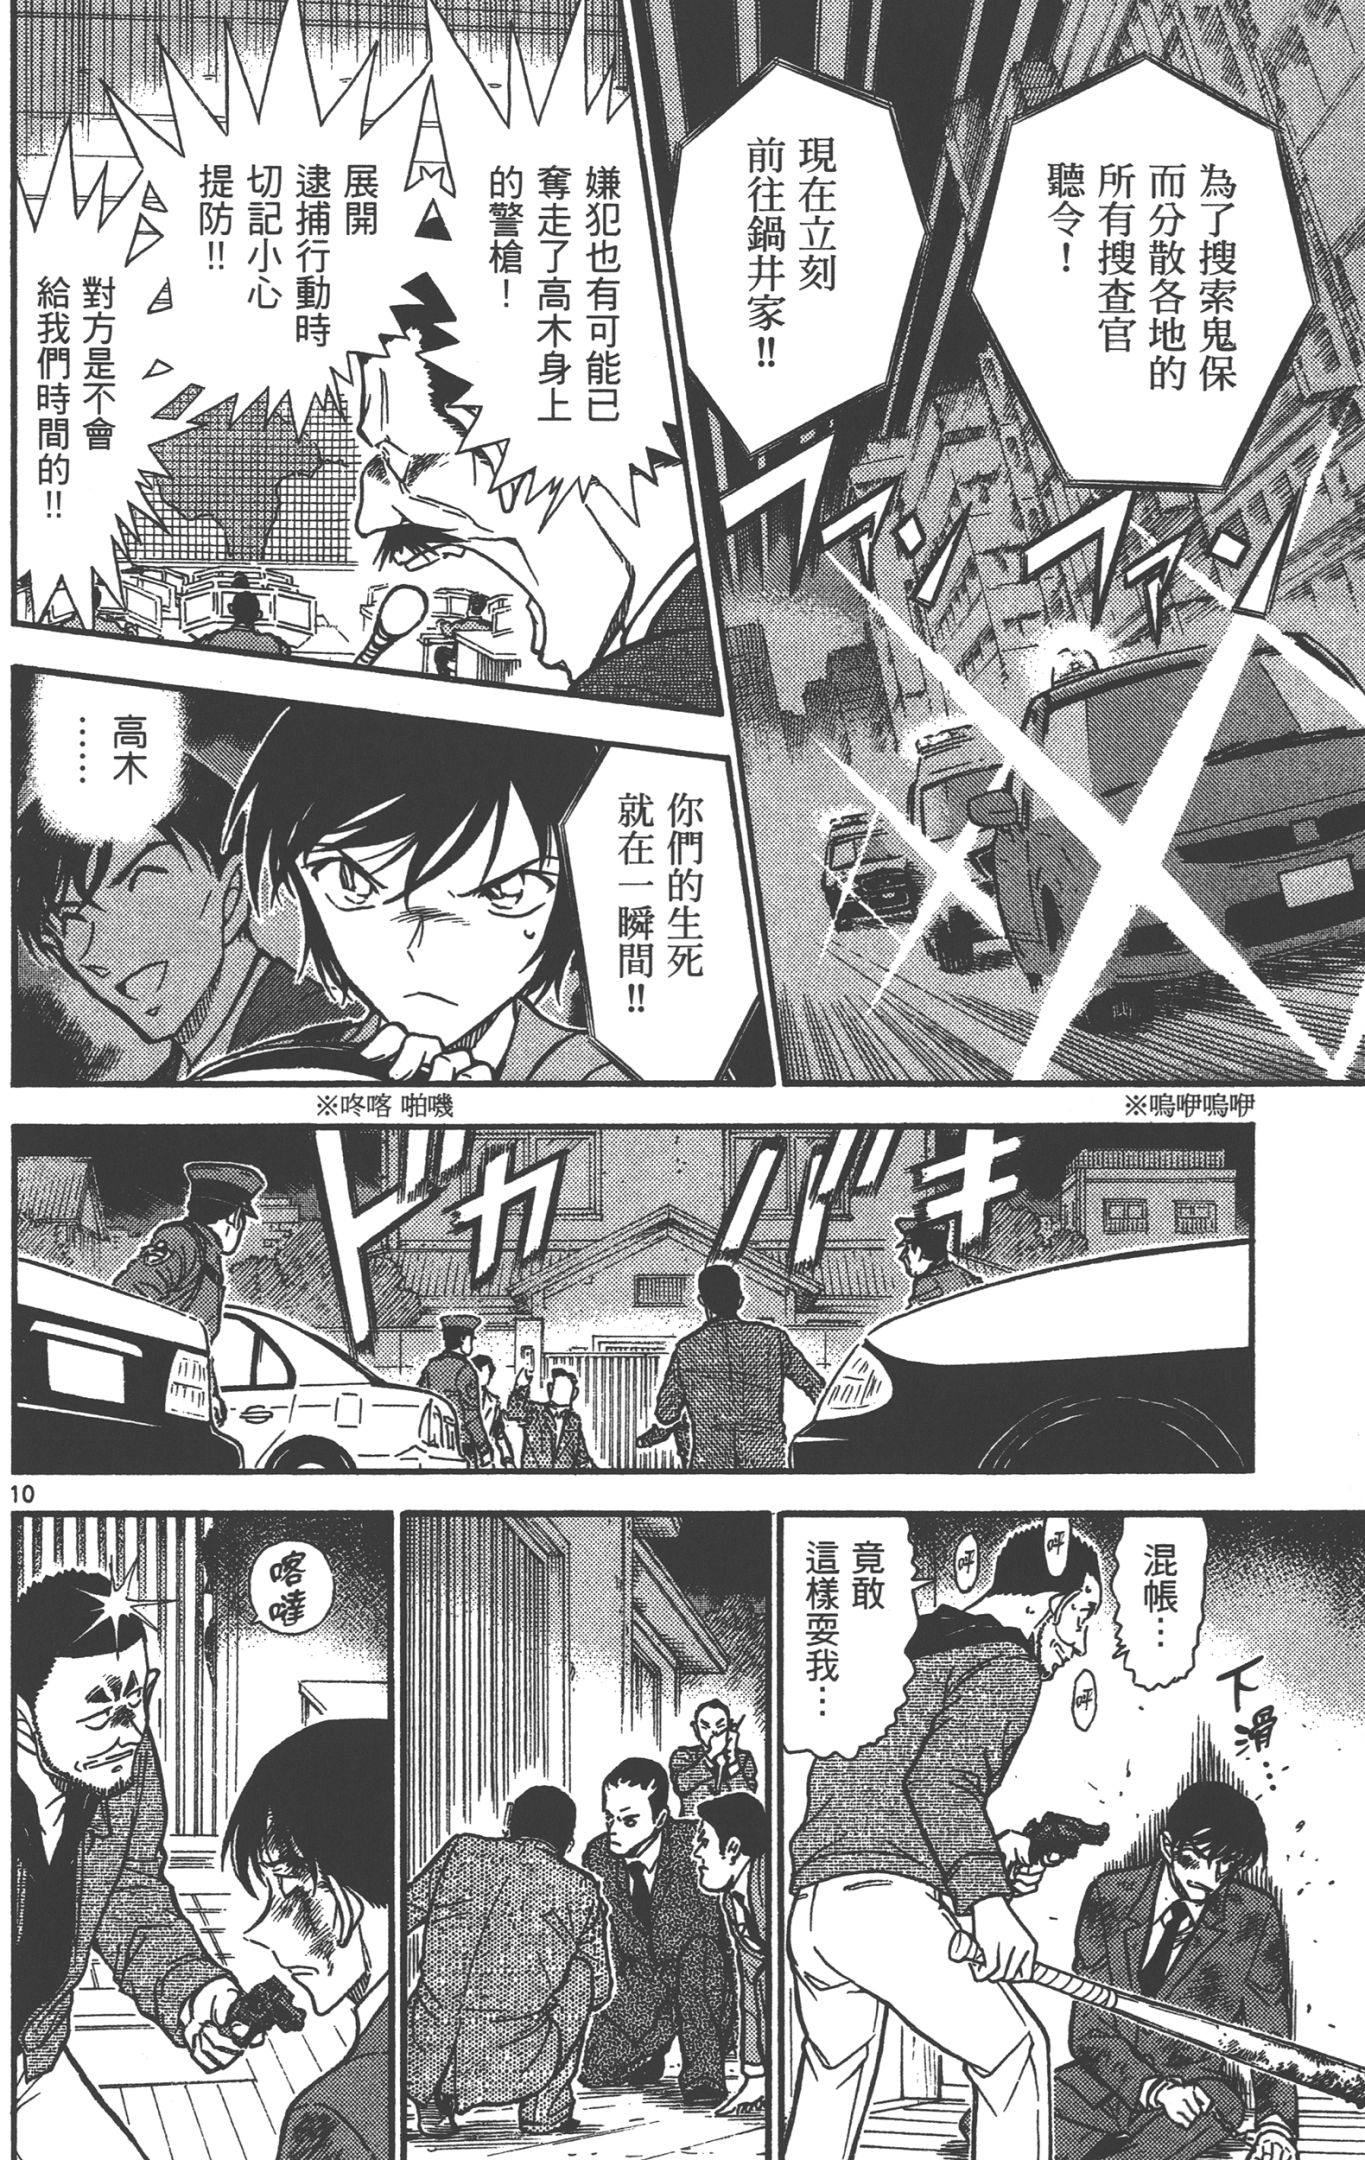 為了搜索鬼保
而分散各地的
所有搜查官
聽令！
現在立刻
前往鍋井家!!
ファンファン
嫌犯也有可能已
奪走了高木身上
的警槍！
展開
逮捕行動時
切記小心
提防!!
對方是不會
給我們時間的!!
你們的生死
就在一瞬間!!
高木
……
※嗚咿嗚咿
※咚喀 啪嘰
ドカ バキ
10
混帳…
竟敢
這樣耍我…
呼
呼
呼
下滑…
喀噠